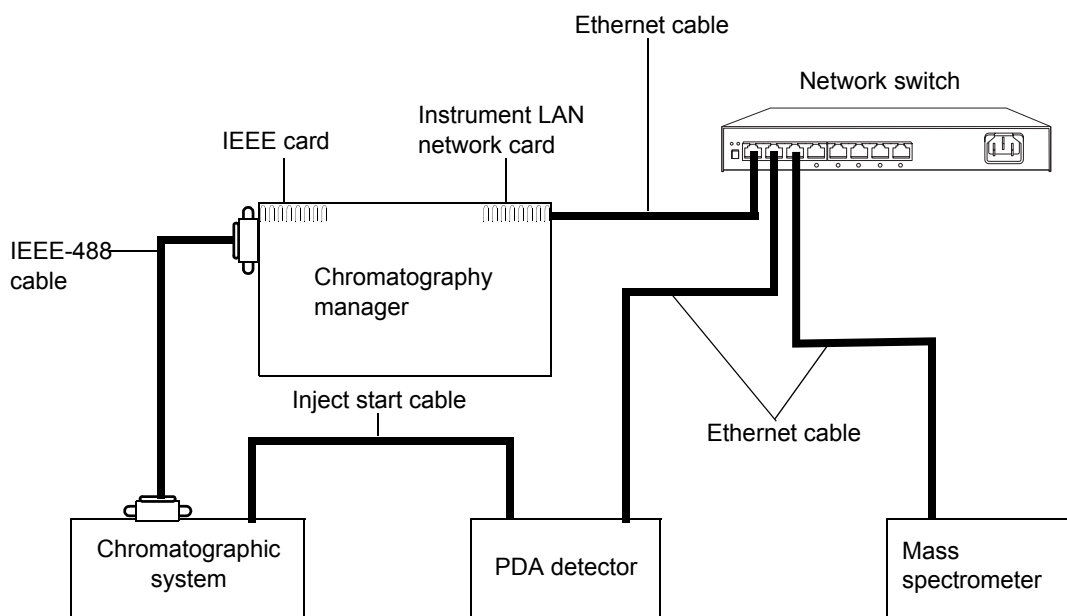 Ethernet cable
Network switch
Instrument LAN
network card
IEEE card
IEEE-488
cable
Chromatography
manager
Inject start cable
Ethernet cable
Chromatographic
system
PDA detector
Mass
spectrometer